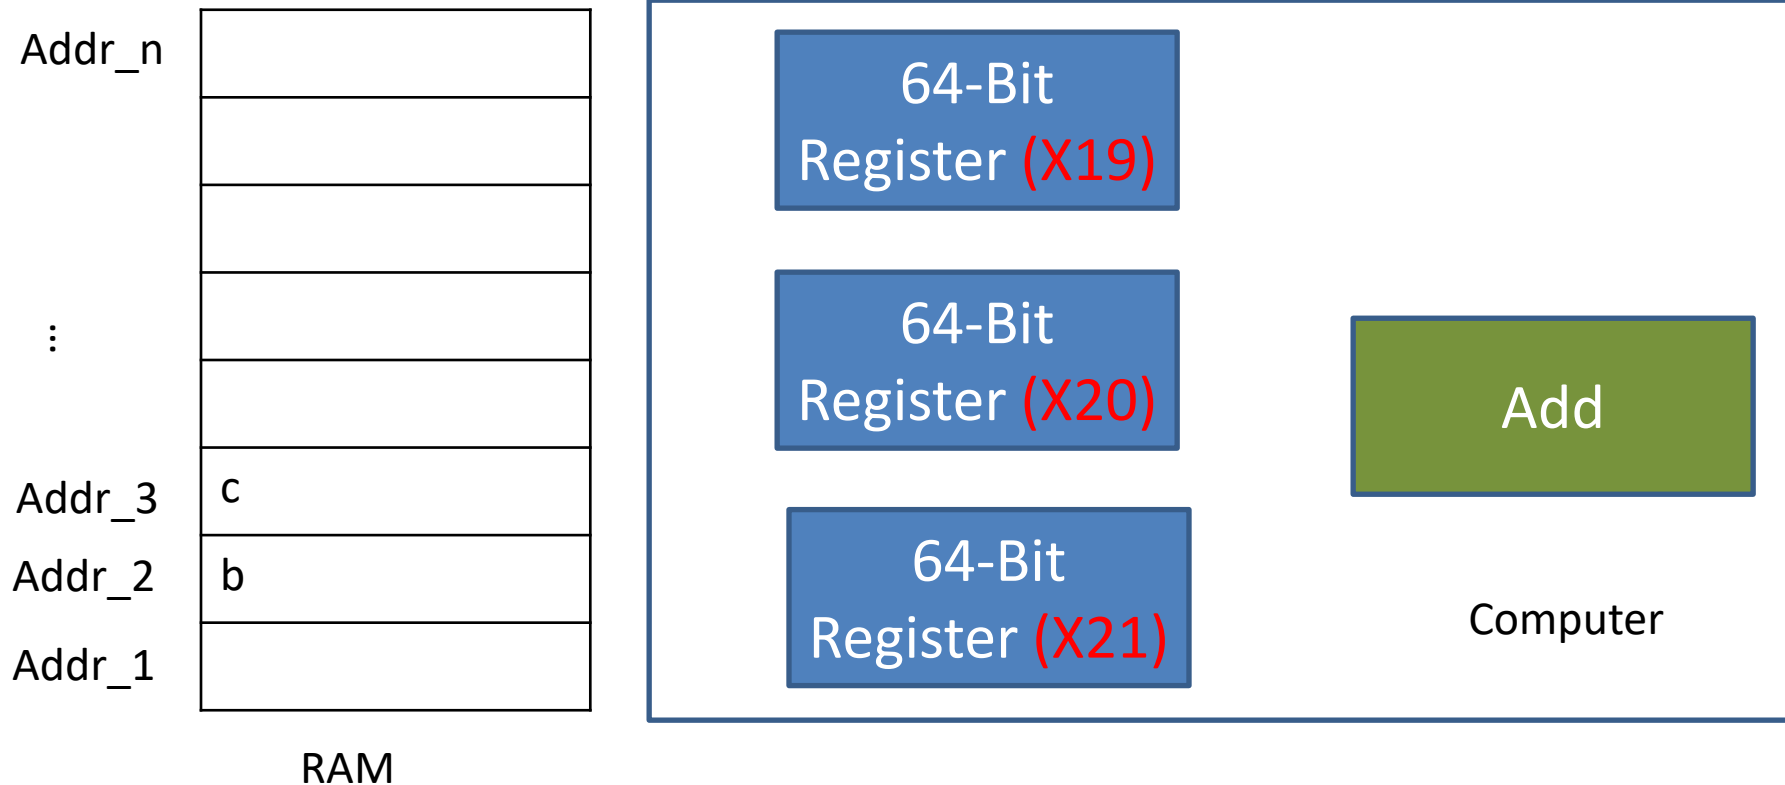 Addr_n
...
Addr_3
c
Addr_2
b
Addr_1
RAM
64-Bit
Register (X19)
64-Bit
Register (X20)
64-Bit
Register (X21)
Add
Computer